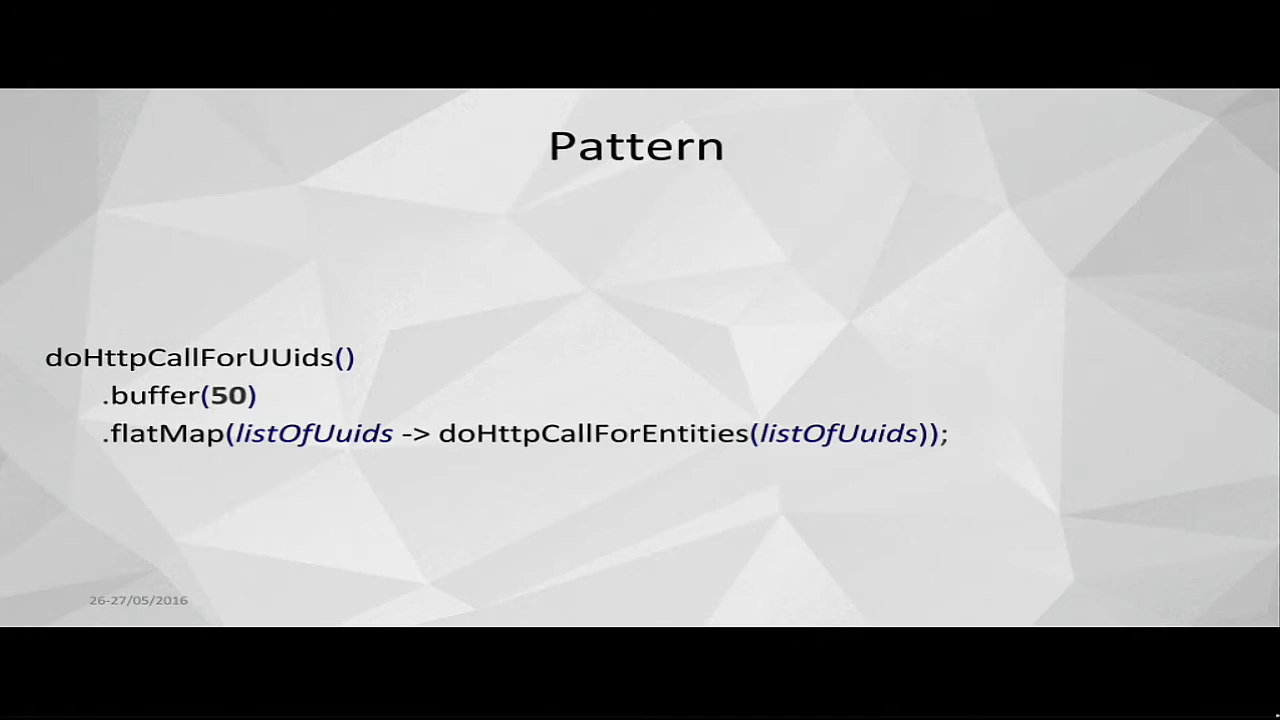 Pattern
doHttpCallForUUids()
.buffer(50)
.flatMap(listOfUuids -> doHttpCallForEntities(listOfUuids));
26-27/05/2016